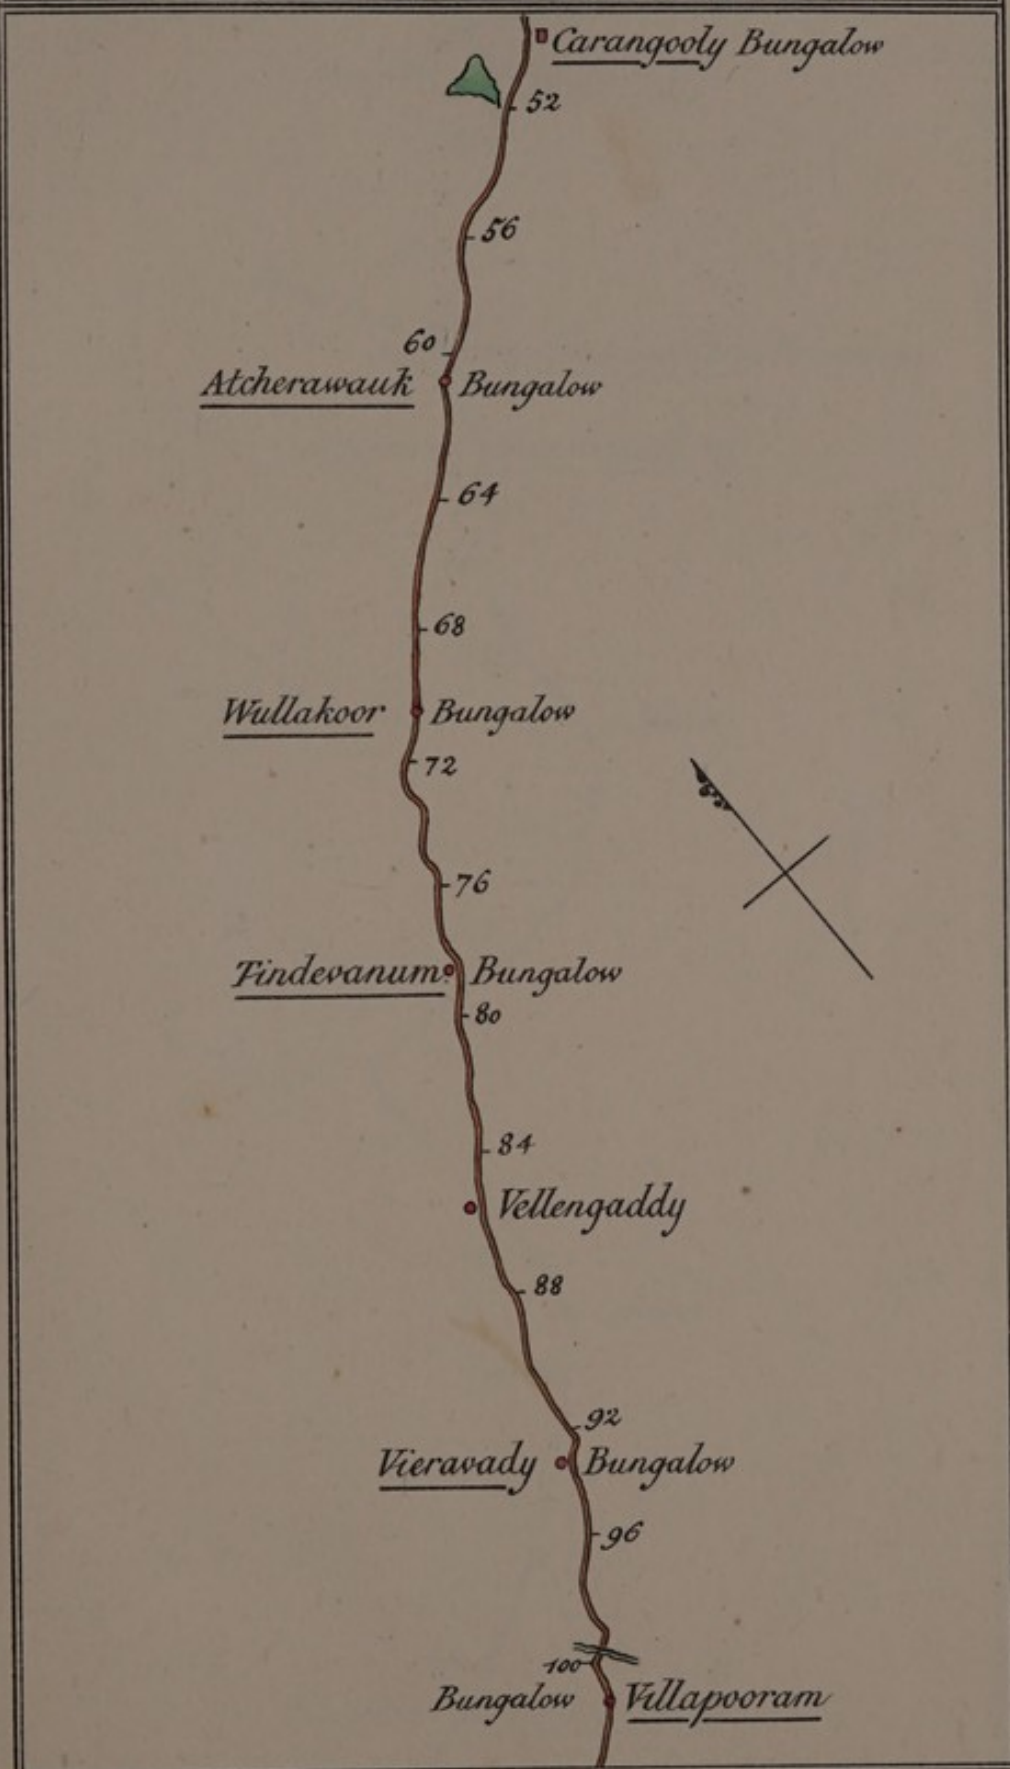 Carangooly Bungalow
52
56
60
Atcherawauk Bungalow
64
68
Wullakoor Bungalow
72
76
Tindevanum Bungalow
80
84
Vellengaddy
88
92
Vieravady Bungalow
96
100
Bungalow Villapooram